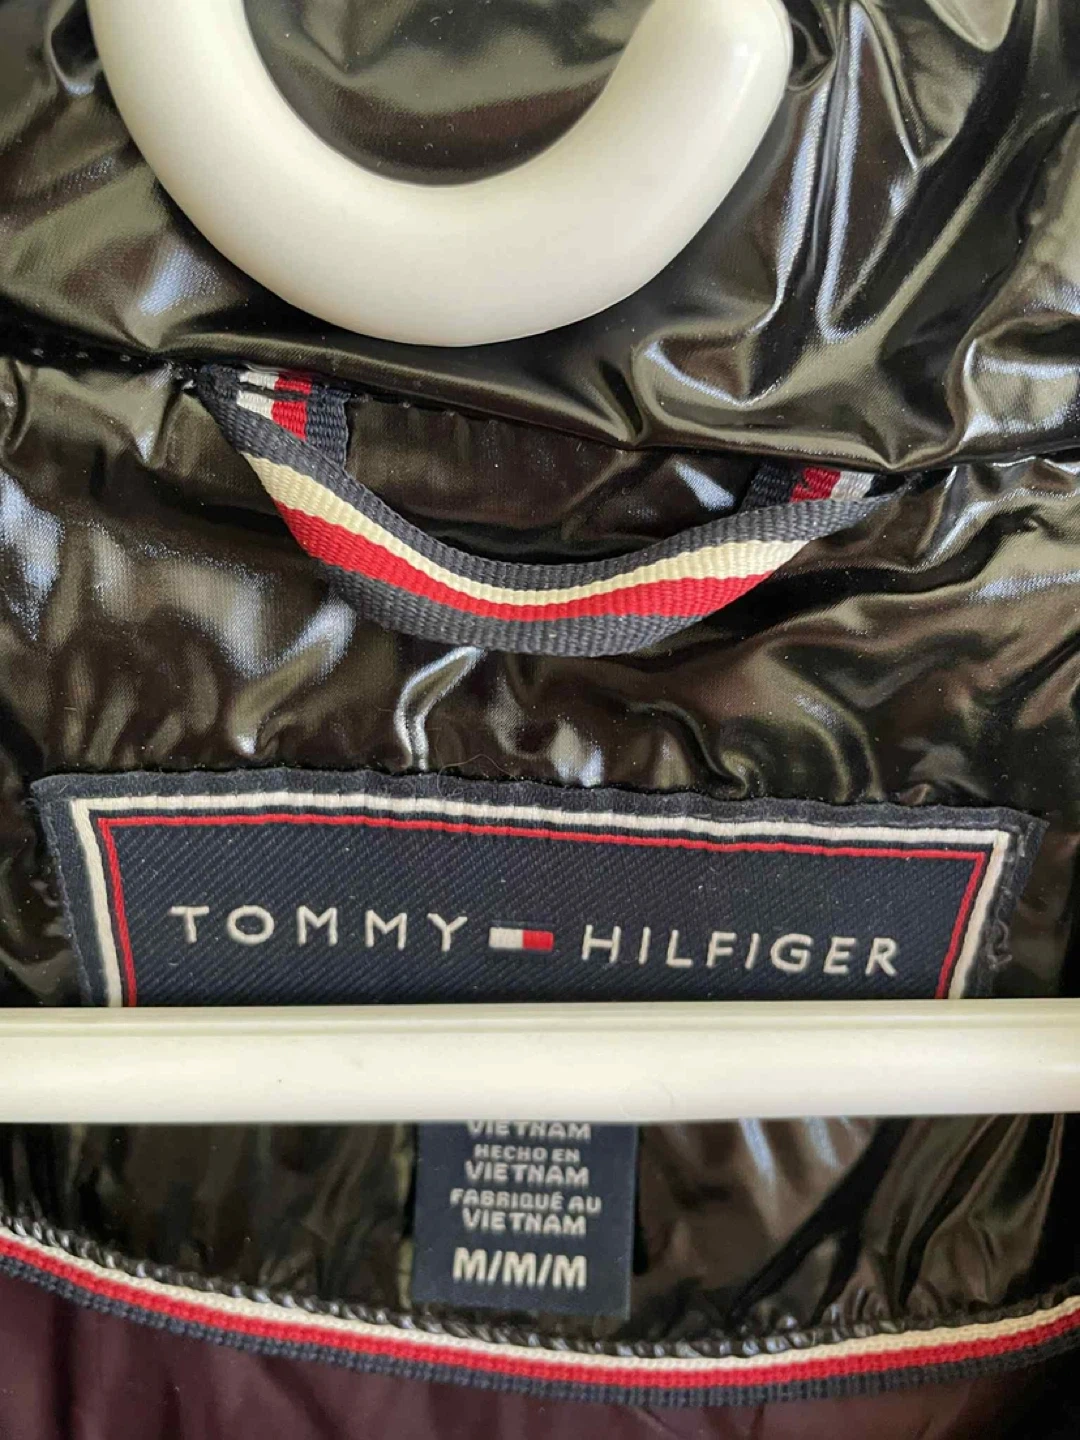 TOMMY HILFIGER
VIETNAM
HECHO EN
VIETNAM
FABRIQUÉ AU
VIETNAM
M/M/M